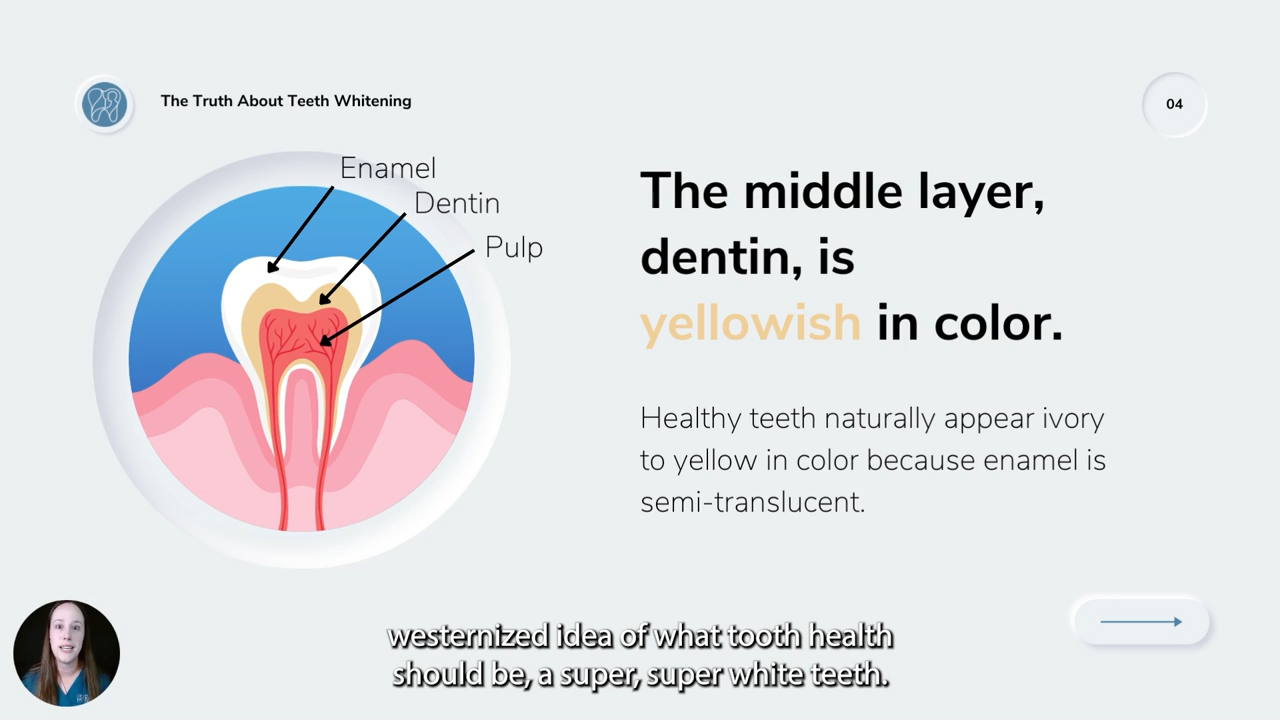 The Truth About Teeth Whitening
04
Enamel
Dentin
Pulp
The middle layer,
dentin, is
yellowish in color.
Healthy teeth naturally appear ivory
to yellow in color because enamel is
semi-translucent.
westernized idea of what tooth health
should be, a super, super white teeth.